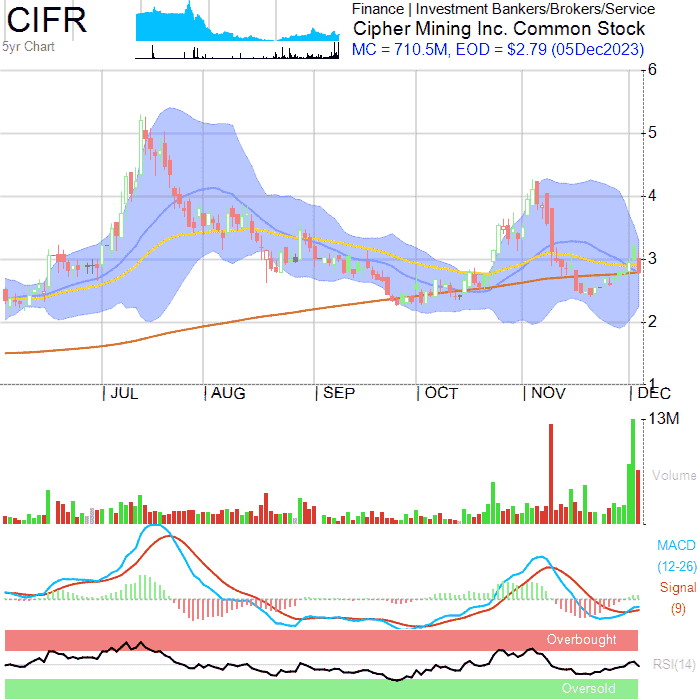 CIFR
5yr Chart
Finance | Investment Bankers/Brokers/Service
Cipher Mining Inc. Common Stock
MC = 710.5M, EOD = $2.79 (05Dec2023)
6
5
4
3
2
1
JUL AUG SEP OCT NOV DEC
13M
Volume
MACD
(12-26)
Signal
(9)
Overbought
RSI(14)
Oversold